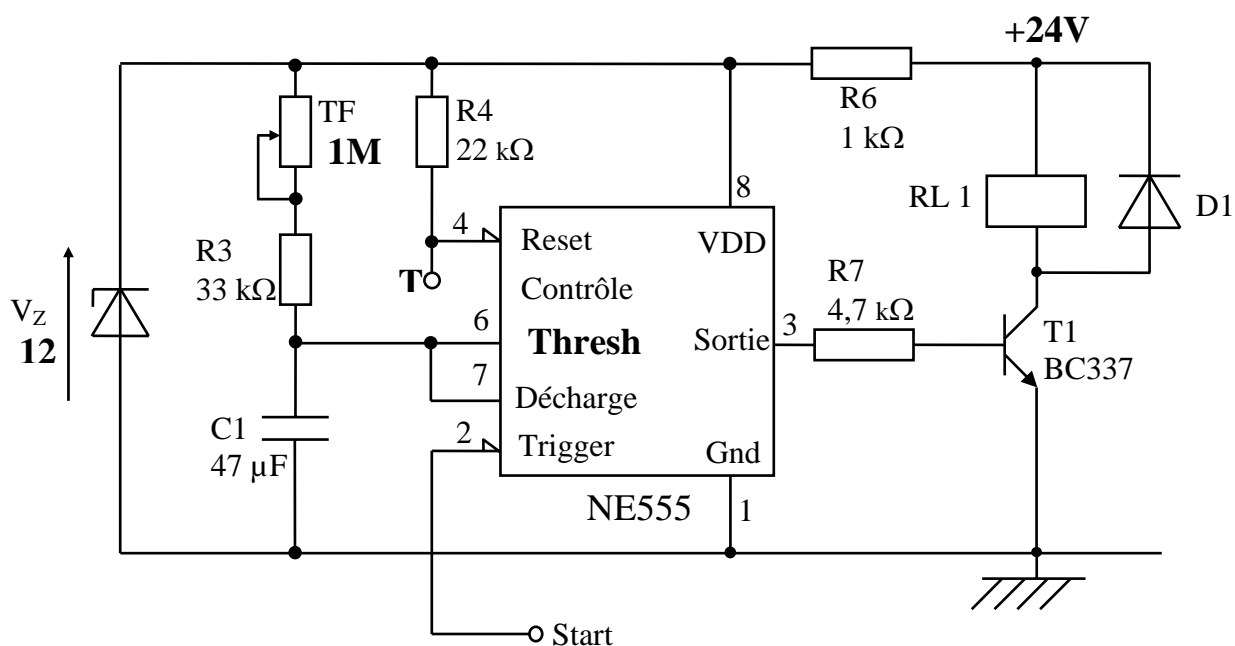 +24V
TF
1M
R4
22 kΩ
R6
1 kΩ
8
RL 1
D1
4
Reset
VDD
R3
33 kΩ
T
Contrôle
R7
4,7 kΩ
VZ
12
6
Thresh
Sortie
3
T1
BC337
7
Décharge
C1
47 µF
2
Trigger
Gnd
NE555
1
Start